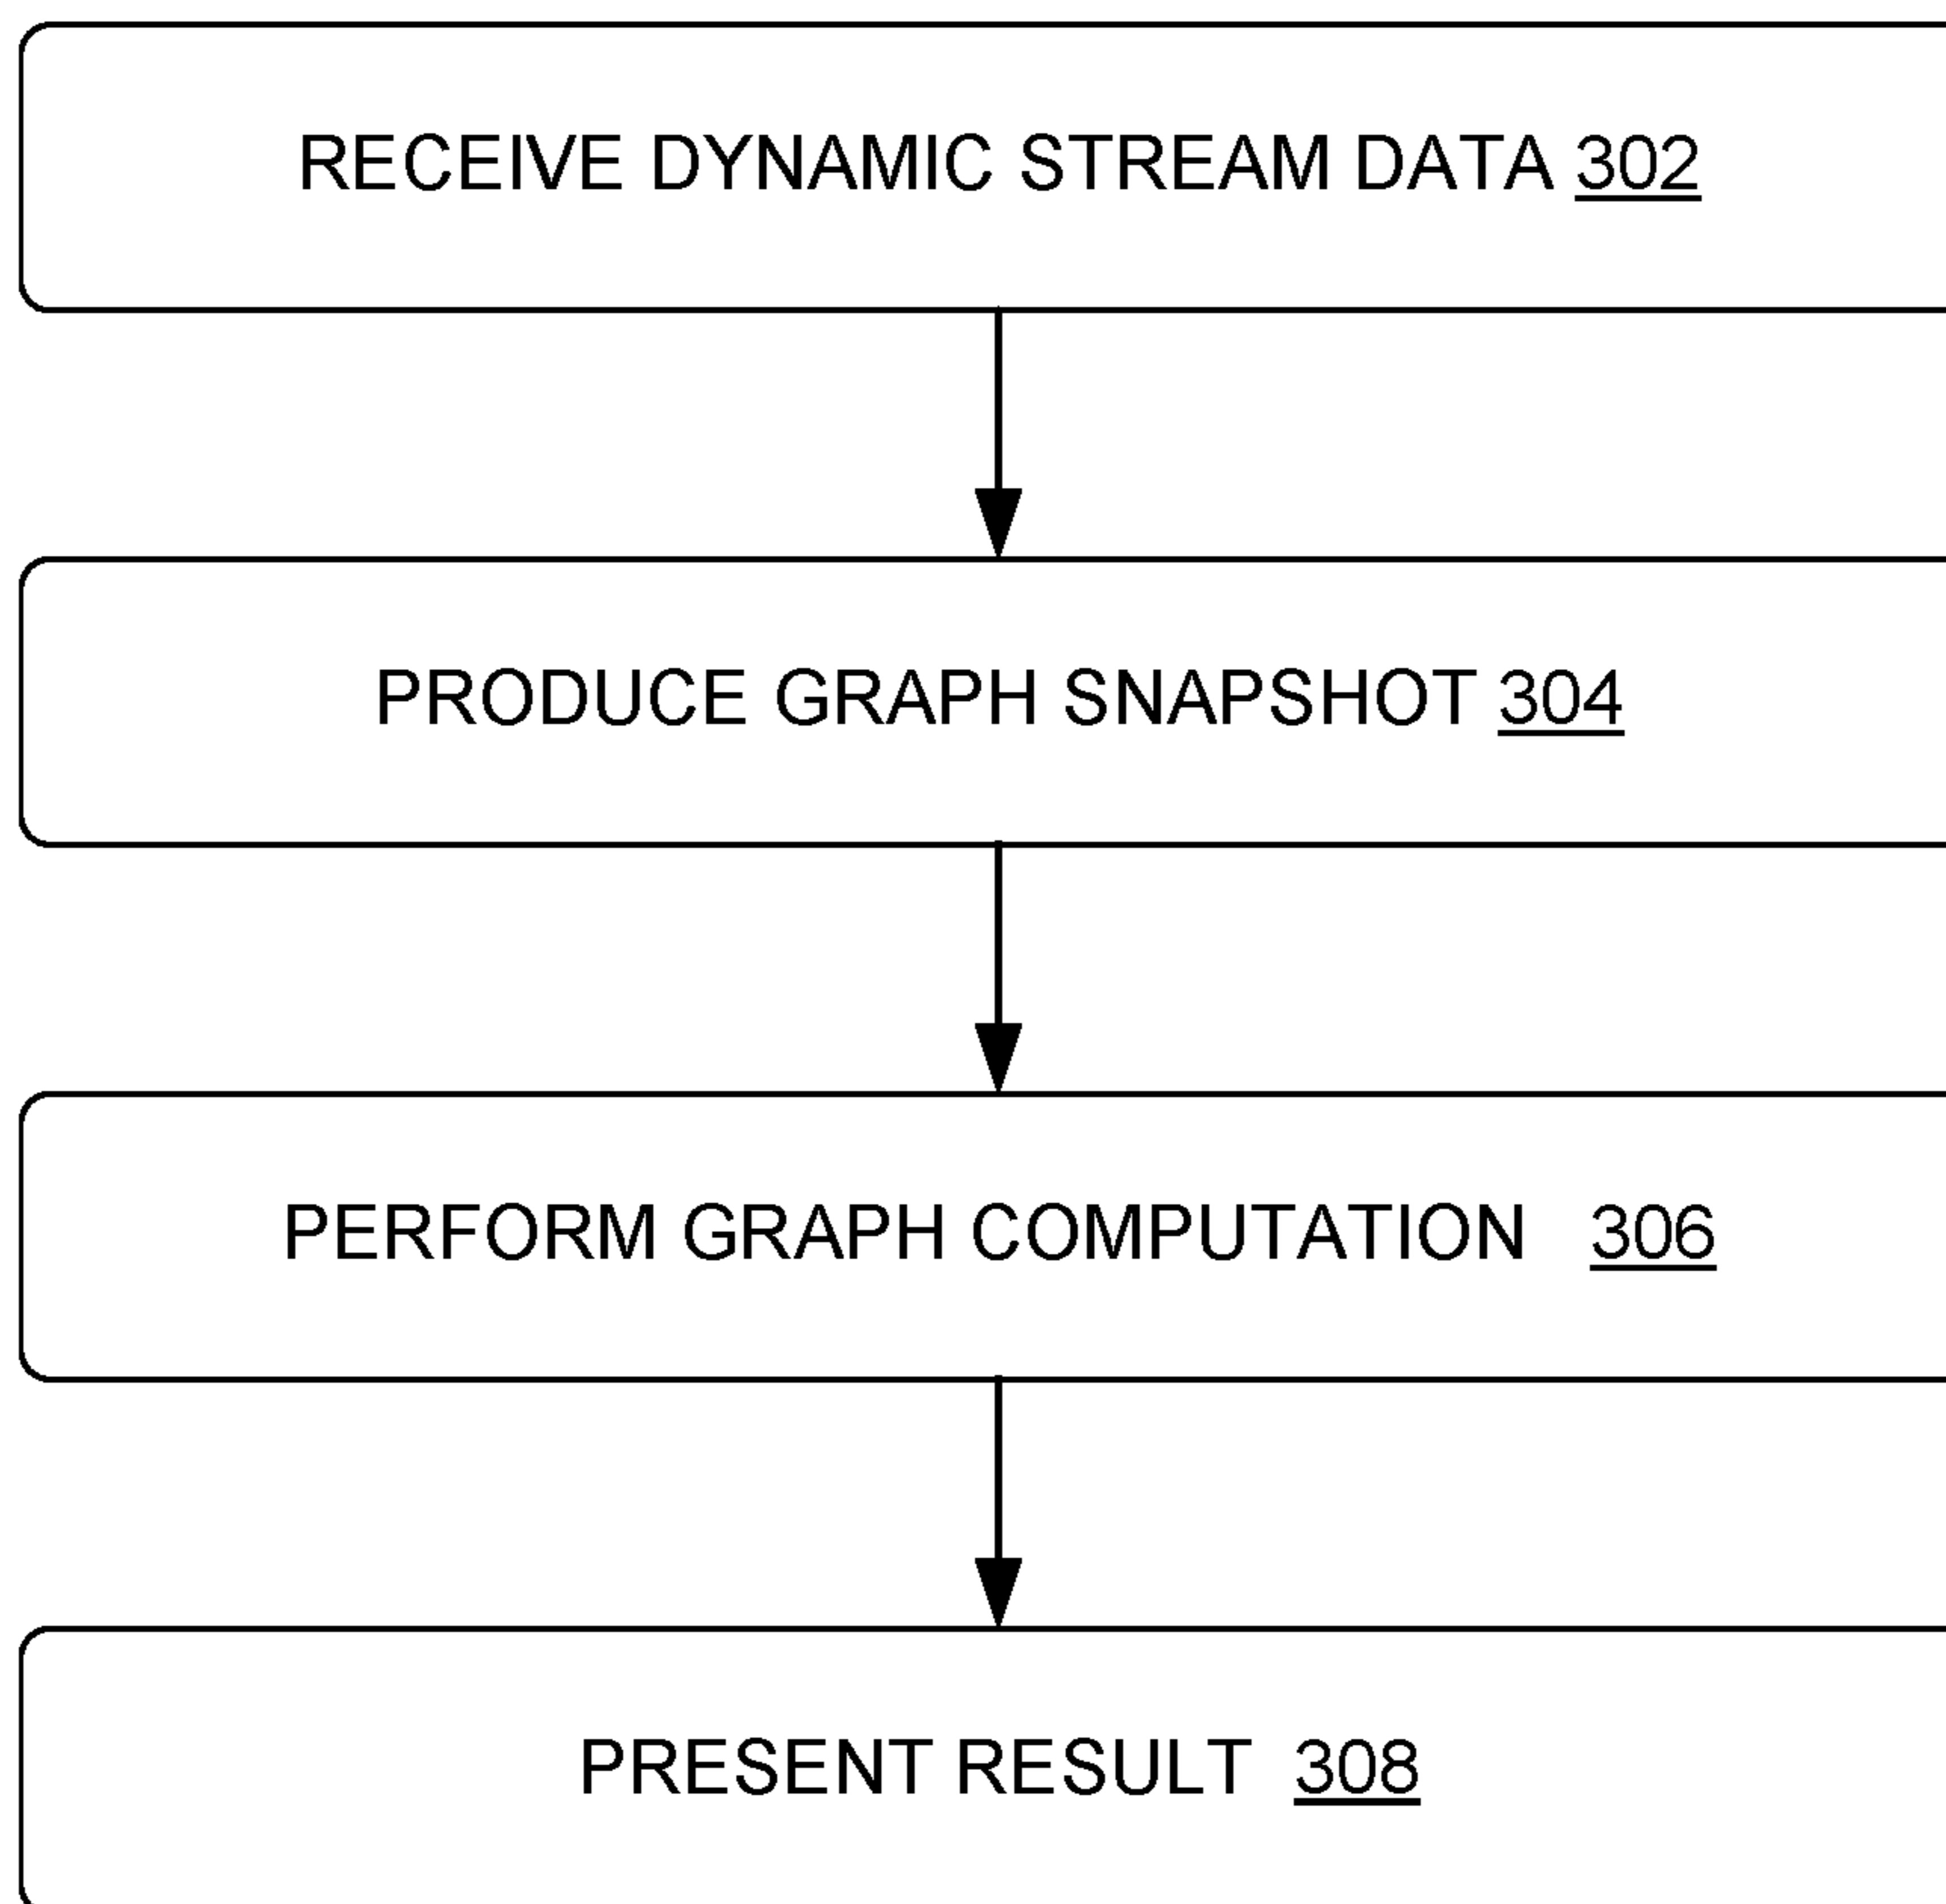 RECEIVE DYNAMIC STREAM DATA 302
PRODUCE GRAPH SNAPSHOT 304
PERFORM GRAPH COMPUTATION 306
PRESENT RESULT 308